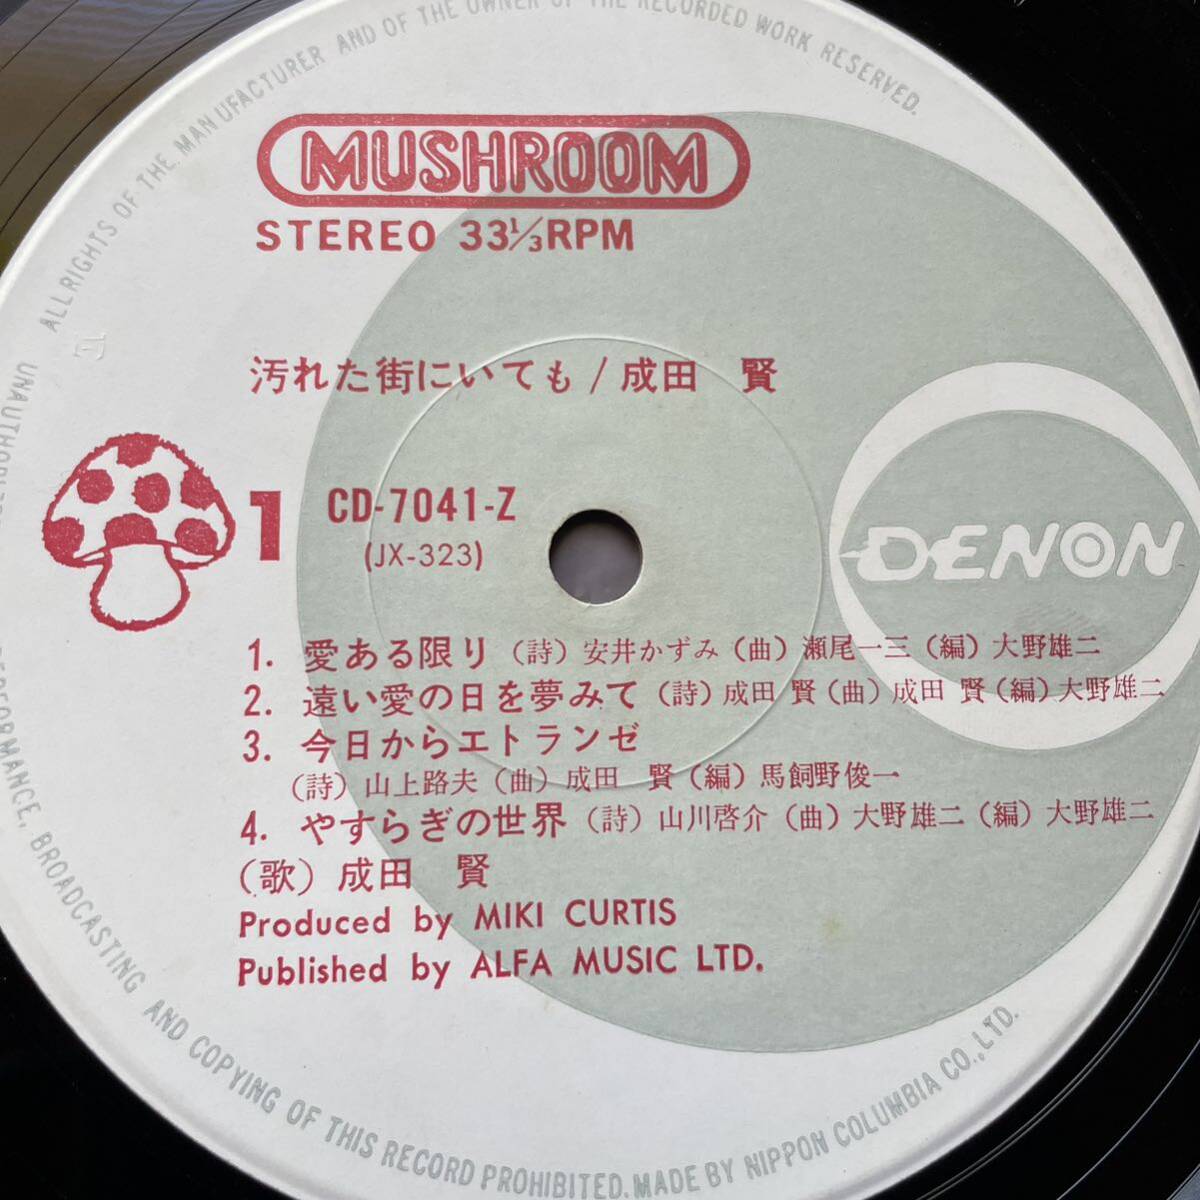 ALL RIGHTS OF THE MANUFACTURER AND OF THE OWNER OF THE RECORDED WORK RESERVED.
MUSHROOM
STEREO 33⅓RPM
汚れた街にいても/成田 賢
1 CD-7041-Z
(JX-323)
DENON
1. 愛ある限り(詩)安井かずみ(曲)瀬尾一三(編)大野雄二
2. 遠い愛の日を夢みて(詩)成田 賢(曲)成田 賢(編)大野雄二
3. 今日からエトランゼ
(詩)山上路夫(曲)成田 賢(編)馬飼野俊一
4. やすらぎの世界(詩)山川啓介(曲)大野雄二(編)大野雄二
(歌)成田 賢
Produced by MIKI CURTIS
Published by ALFA MUSIC LTD.
PERFORMANCE, BROADCASTING AND COPYING OF THIS RECORD PROHIBITED. MADE BY NIPPON COLUMBIA CO., LTD.